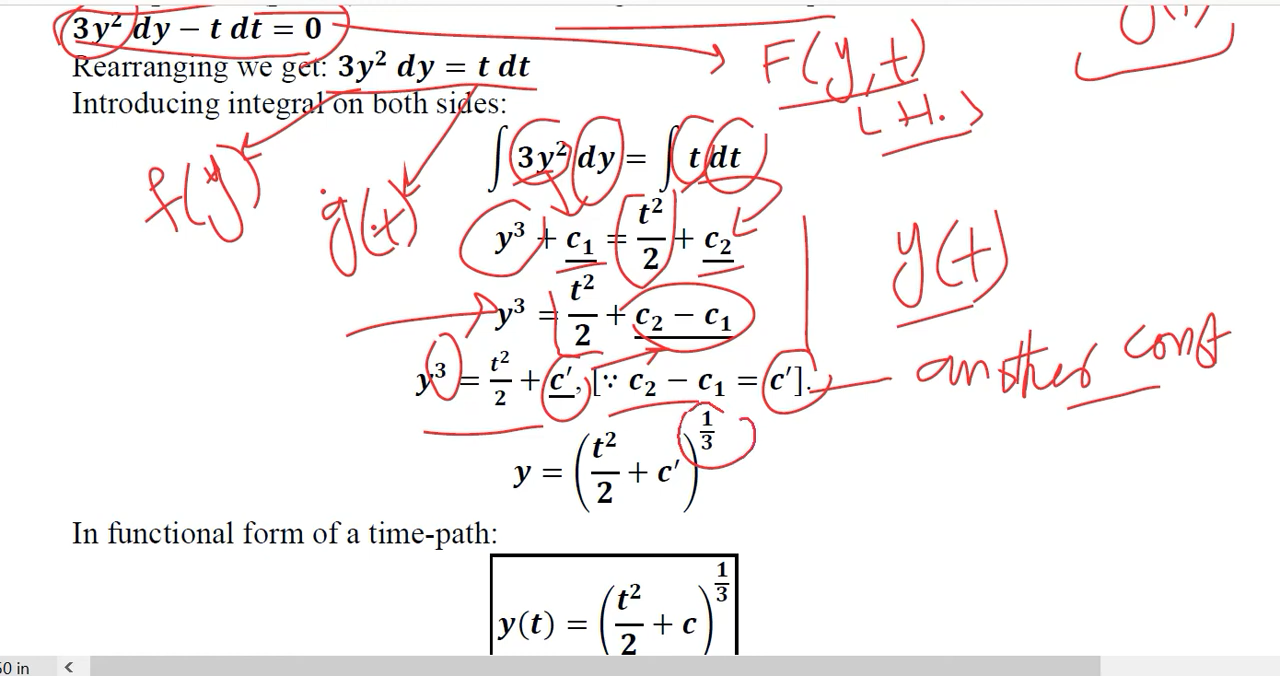 3y² dy − t dt = 0
Rearranging we get: 3y² dy = t dt
Introducing integral on both sides:
F(y, t)
(H.)
∫ 3y² dy = ∫ t dt
f(y)
g(t)
y³ + c₁ = t²/2 + c₂
y(t)
y³ = t²/2 + c₂ − c₁
y³ = t²/2 + c′, [∵ c₂ − c₁ = c′].
another const
y = (t²/2 + c′)^(1/3)
In functional form of a time-path:
y(t) = (t²/2 + c)^(1/3)